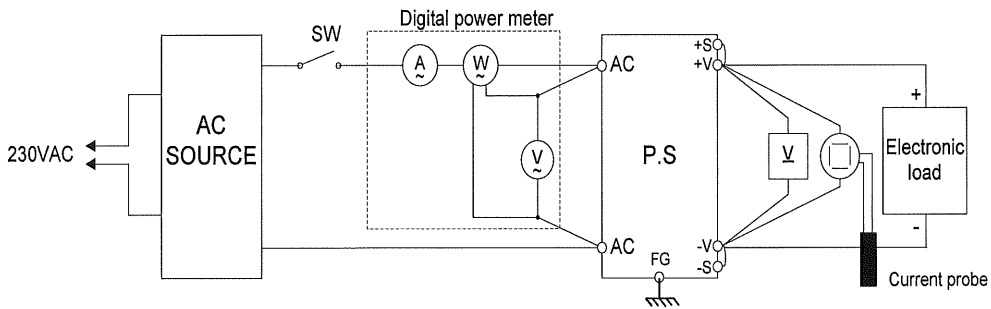 Digital power meter
SW
A
W
V
AC
AC
230VAC
AC
SOURCE
P.S
+S
+V
-V
-S
FG
V
+
Electronic
load
-
Current probe